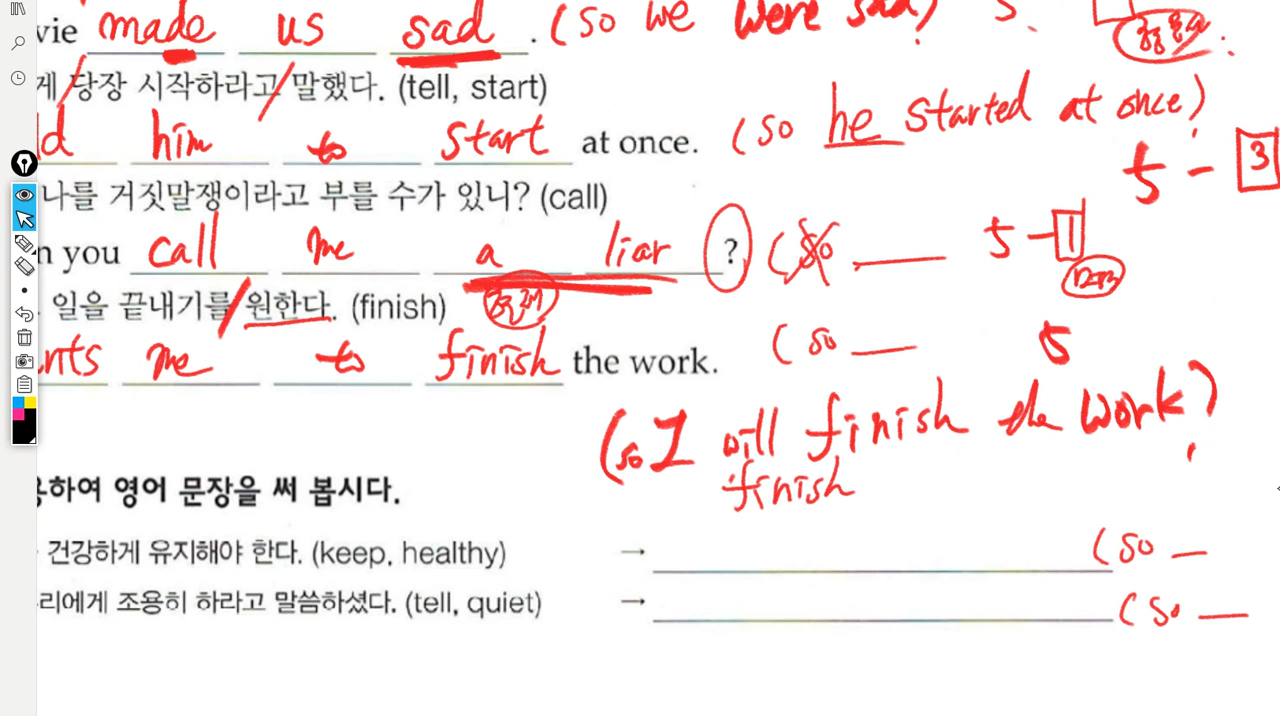 vie made us sad . (so we were sad)
게 당장 시작하라고 말했다. (tell, start)
ld him to start at once. (so he started at once)
5 - 3
나를 거짓말쟁이라고 부를 수가 있니? (call)
n you call me a liar ? (so 5 - 1
일을 끝내기를 원한다. (finish)
nts me to finish the work. (so 5
(so I will finish the work)
finish
하여 영어 문장을 써 봅시다.
건강하게 유지해야 한다. (keep, healthy) → (so
리에게 조용히 하라고 말씀하셨다. (tell, quiet) → (so